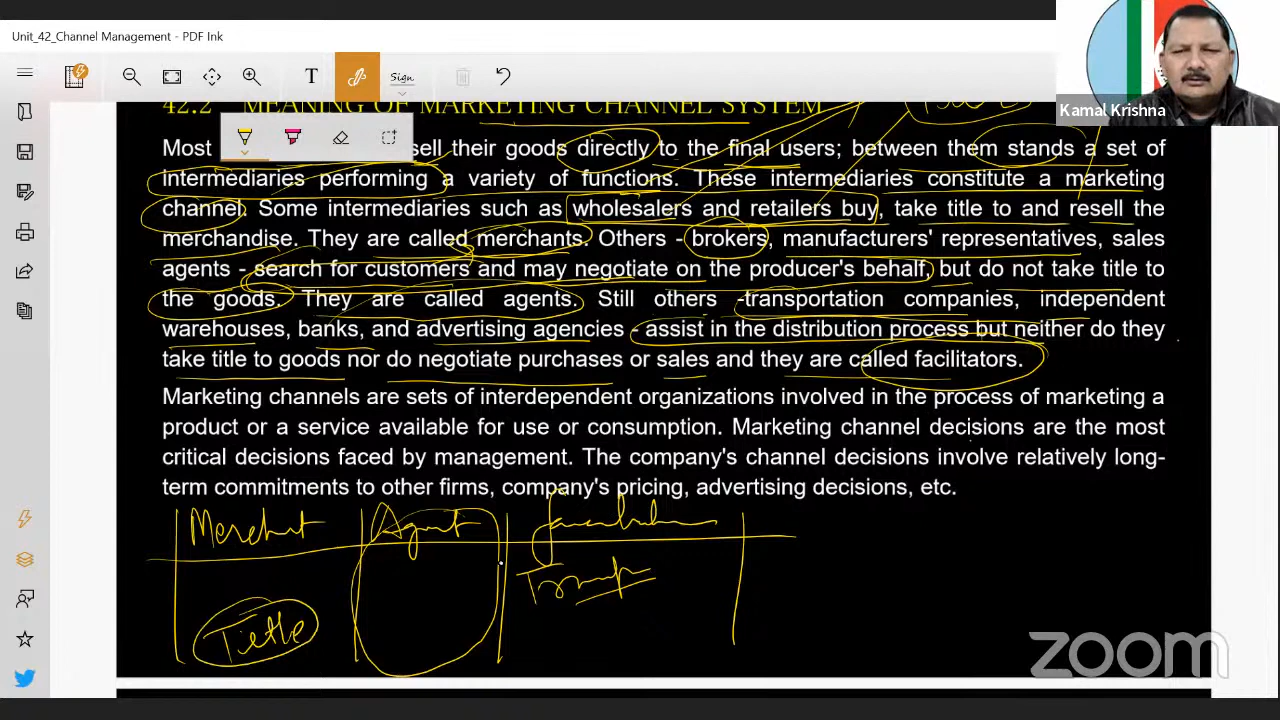 Unit_42_Channel Management - PDF Ink
T
Sign
Kamal Krishna
42.2 MEANING OF MARKETING CHANNEL SYSTEM
Most sell their goods directly to the final users; between them stands a set of
intermediaries performing a variety of functions. These intermediaries constitute a marketing
channel. Some intermediaries such as wholesalers and retailers buy, take title to and resell the
merchandise. They are called merchants. Others - brokers, manufacturers' representatives, sales
agents - search for customers and may negotiate on the producer's behalf, but do not take title to
the goods. They are called agents. Still others -transportation companies, independent
warehouses, banks, and advertising agencies - assist in the distribution process but neither do they
take title to goods nor do negotiate purchases or sales and they are called facilitators.
Marketing channels are sets of interdependent organizations involved in the process of marketing a
product or a service available for use or consumption. Marketing channel decisions are the most
critical decisions faced by management. The company's channel decisions involve relatively long-
term commitments to other firms, company's pricing, advertising decisions, etc.
Merchant Agent
Title
zoom